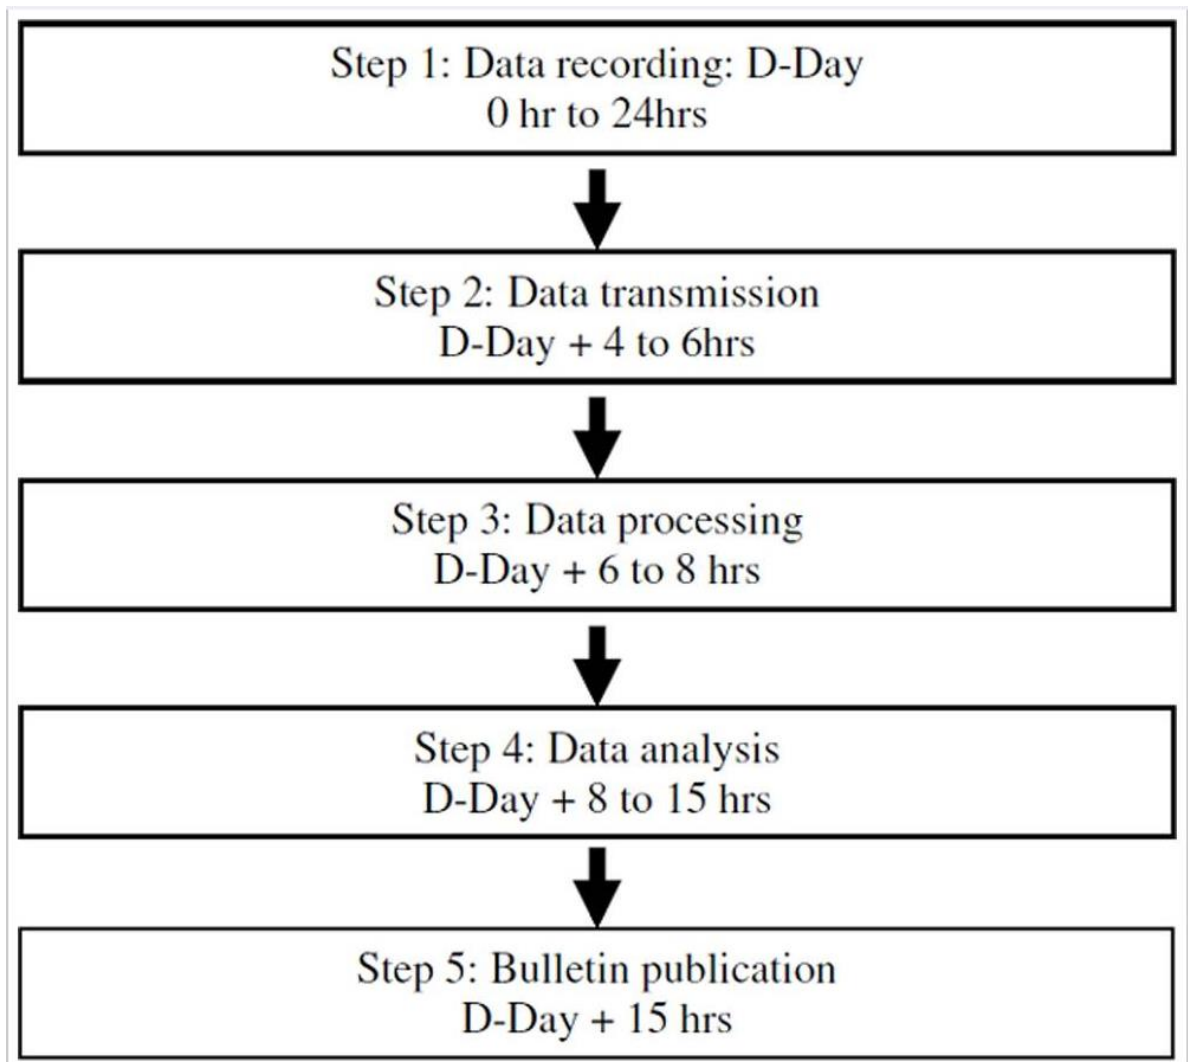 Step 1: Data recording: D-Day
0 hr to 24hrs
Step 2: Data transmission
D-Day + 4 to 6hrs
Step 3: Data processing
D-Day + 6 to 8 hrs
Step 4: Data analysis
D-Day + 8 to 15 hrs
Step 5: Bulletin publication
D-Day + 15 hrs